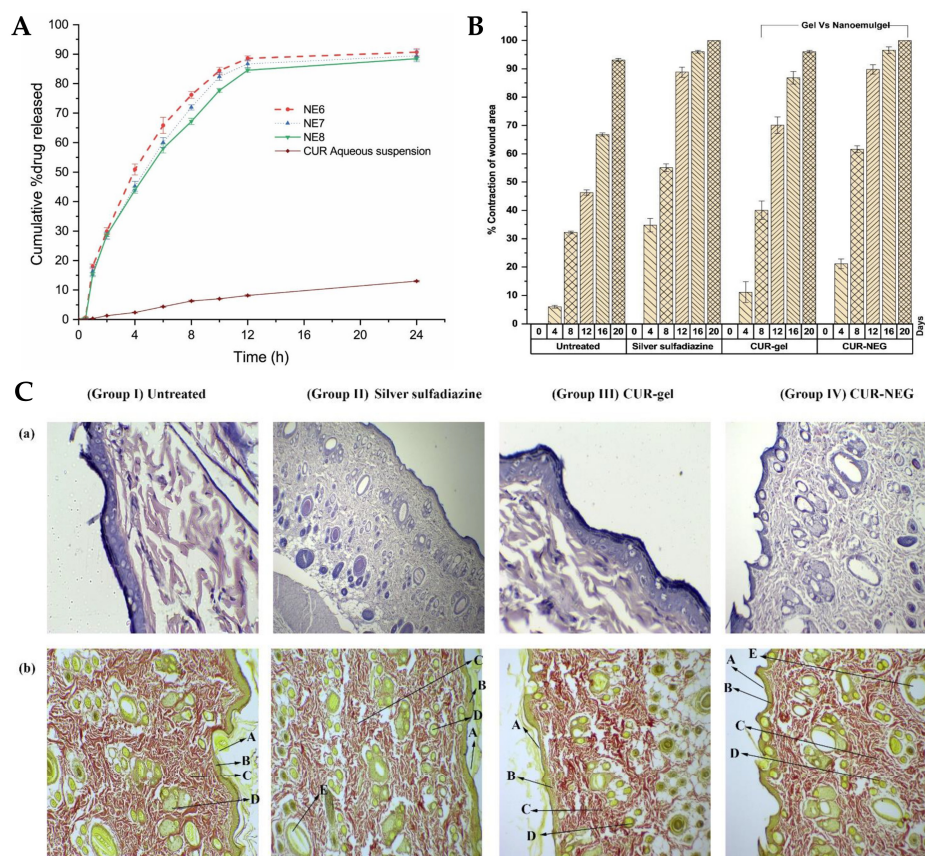 A
Cumulative %drug released
100
90
80
70
60
50
40
30
20
10
0
NE6
NE7
NE8
CUR Aqueous suspension
0 4 8 12 16 20 24
Time (h)
B
% Contraction of wound area
100
90
80
70
60
50
40
30
20
10
0
Gel Vs Nanoemulgel
0 4 8 12 16 20 0 4 8 12 16 20 0 4 8 12 16 20 0 4 8 12 16 20 Days
Untreated Silver sulfadiazine CUR-gel CUR-NEG
C
(Group I) Untreated (Group II) Silver sulfadiazine (Group III) CUR-gel (Group IV) CUR-NEG
(a)
(b)
A
B
C
D
C
B
D
A
E
A
B
C
D
E
A
B
C
D